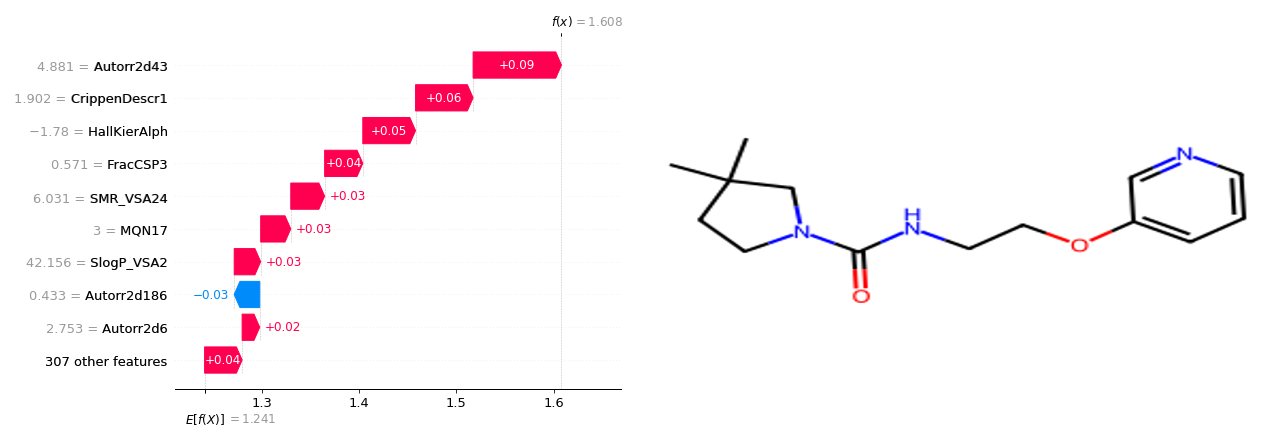 f(x) = 1.608
4.881 = Autorr2d43
+0.09
1.902 = CrippenDescr1
+0.06
−1.78 = HallKierAlph
+0.05
0.571 = FracCSP3
+0.04
6.031 = SMR_VSA24
+0.03
3 = MQN17
+0.03
42.156 = SlogP_VSA2
+0.03
0.433 = Autorr2d186
−0.03
2.753 = Autorr2d6
+0.02
307 other features
+0.04
1.3 1.4 1.5 1.6
E[f(X)] = 1.241
N
H
N
N
O
O